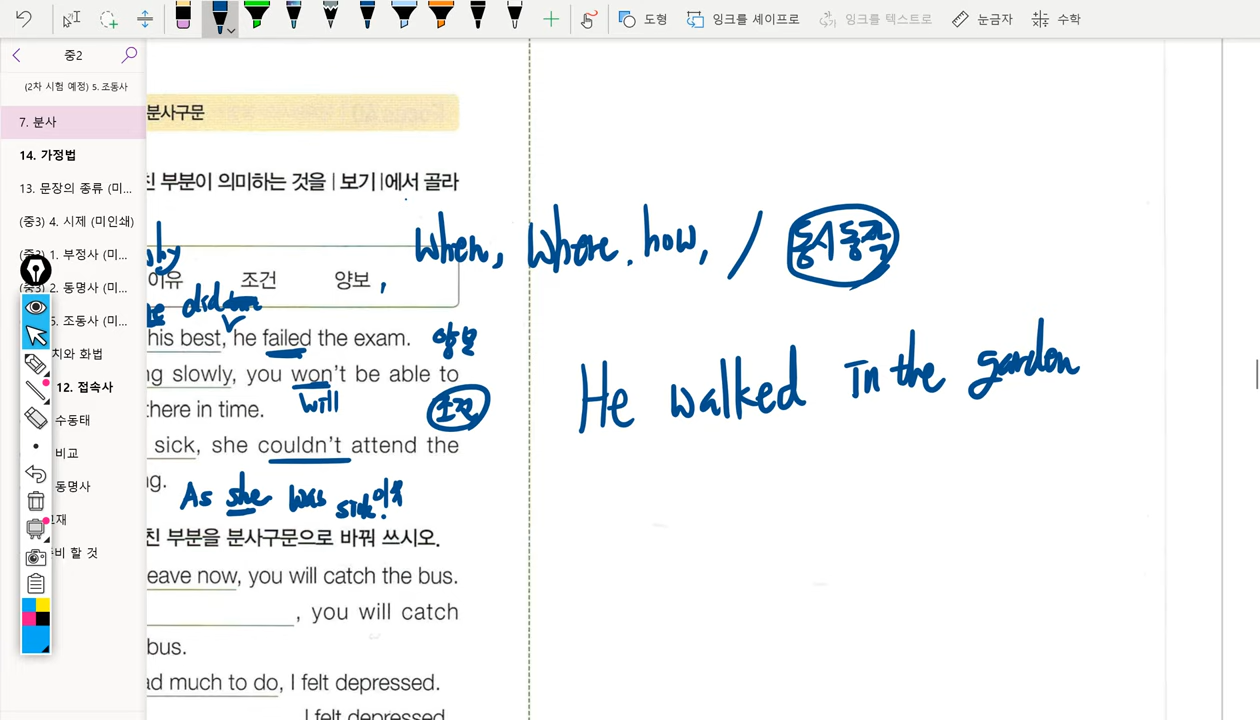 도형
잉크를 셰이프로
잉크를 텍스트로
눈금자
수학
중2
(2차 시험 예정) 5. 조동사
7. 분사
14. 가정법
13. 문장의 종류 (미...
(중3) 4. 시제 (미인쇄)
1. 부정사 (미...
2. 동명사 (미...
5. 조동사 (미...
치와 화법
12. 접속사
수동태
비교
동명사
비 할 것
분사구문
친 부분이 의미하는 것을 | 보기 |에서 골라
When, Where. how, / 동시동작
이유 조건 양보 ,
did
his best, he failed the exam. 양보
ng slowly, you won't be able to
will 조건
there in time.
He walked In the garden
sick, she couldn't attend the
ng.
As she was sick 이유
친 부분을 분사구문으로 바꿔 쓰시오.
eave now, you will catch the bus.
, you will catch
bus.
ad much to do, I felt depressed.
I felt depressed.